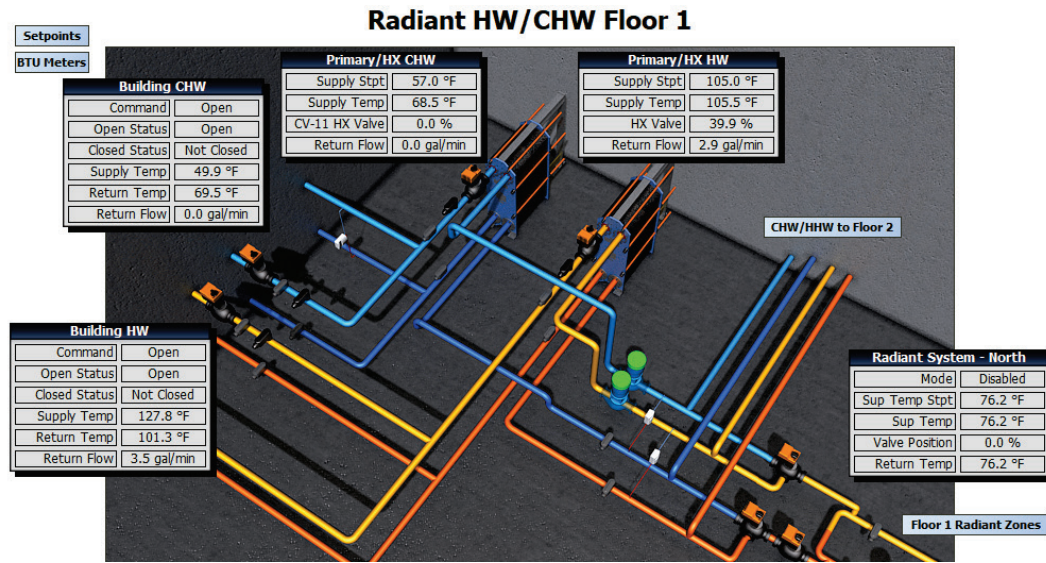 Radiant HW/CHW Floor 1
Setpoints
BTU Meters
Building CHW
Command Open
Open Status Open
Closed Status Not Closed
Supply Temp 49.9 °F
Return Temp 69.5 °F
Return Flow 0.0 gal/min
Primary/HX CHW
Supply Stpt 57.0 °F
Supply Temp 68.5 °F
CV-11 HX Valve 0.0 %
Return Flow 0.0 gal/min
Primary/HX HW
Supply Stpt 105.0 °F
Supply Temp 105.5 °F
HX Valve 39.9 %
Return Flow 2.9 gal/min
CHW/HHW to Floor 2
Building HW
Command Open
Open Status Open
Closed Status Not Closed
Supply Temp 127.8 °F
Return Temp 101.3 °F
Return Flow 3.5 gal/min
Radiant System - North
Mode Disabled
Sup Temp Stpt 76.2 °F
Sup Temp 76.2 °F
Valve Position 0.0 %
Return Temp 76.2 °F
Floor 1 Radiant Zones